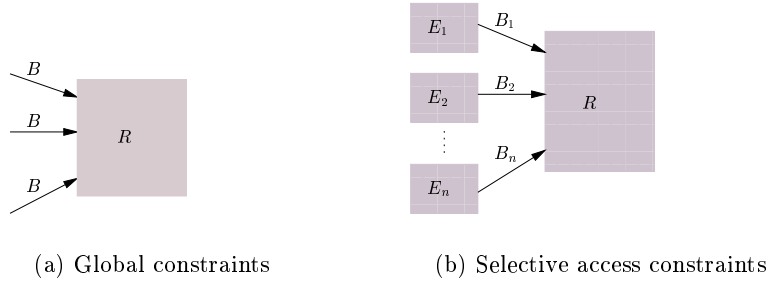 B
B
B
R
E1
E2
En
B1
B2
Bn
R
(a) Global constraints
(b) Selective access constraints